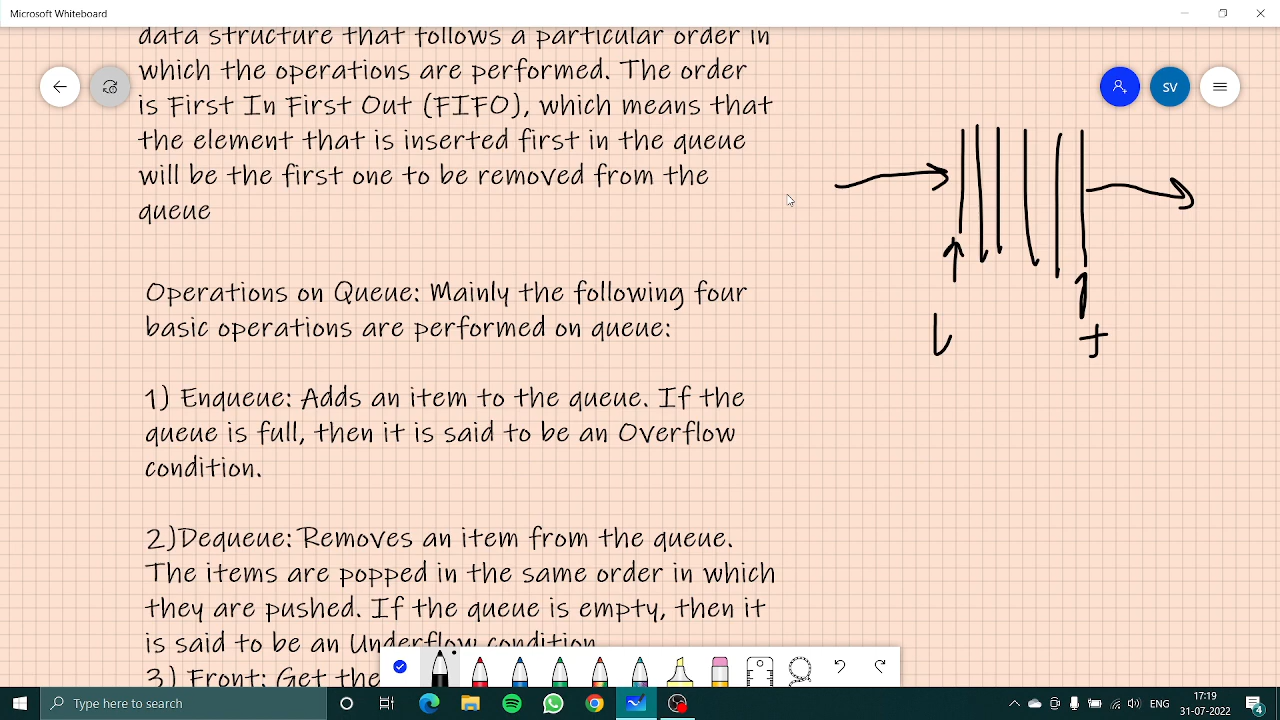 Microsoft Whiteboard
data structure that follows a particular order in
which the operations are performed. The order
is First In First Out (FIFO), which means that
the element that is inserted first in the queue
will be the first one to be removed from the
queue
SV
Operations on Queue: Mainly the following four
basic operations are performed on queue:
1) Enqueue: Adds an item to the queue. If the
queue is full, then it is said to be an Overflow
condition.
2)Dequeue: Removes an item from the queue.
The items are popped in the same order in which
they are pushed. If the queue is empty, then it
is said to be an Underflow condition
3) Front: Get the
Type here to search
ENG
17:19
31-07-2022
4